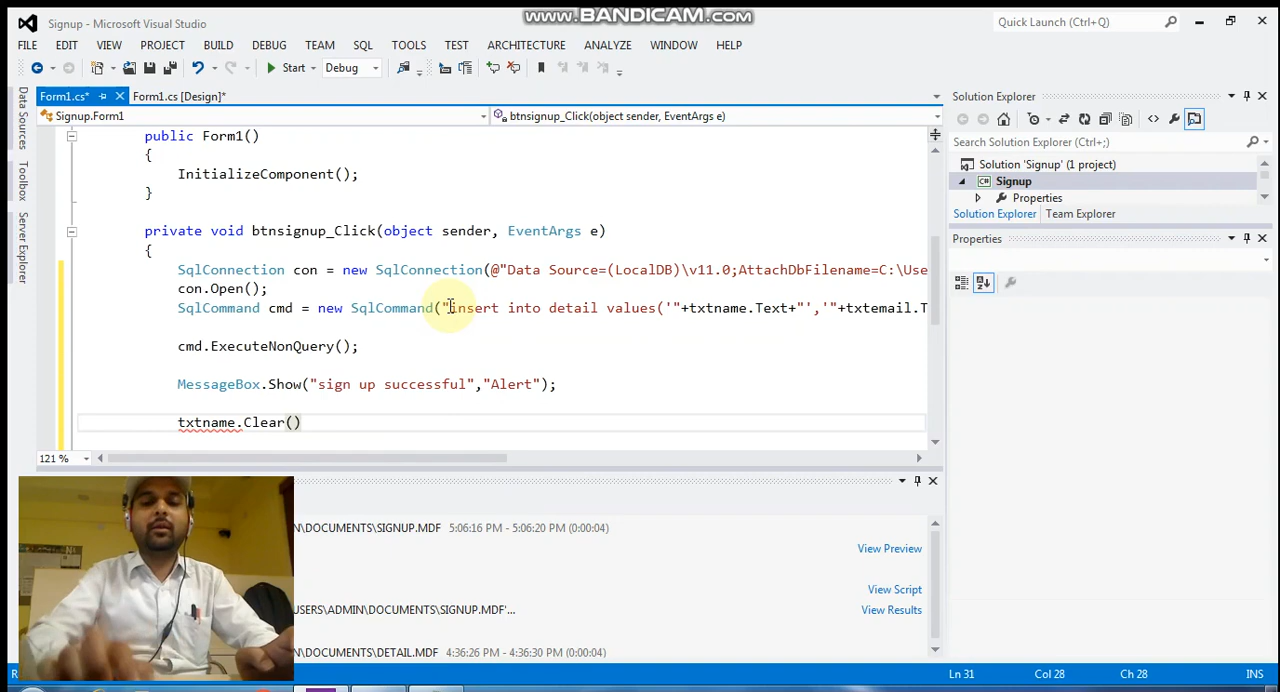 www.BANDICAM.com
Signup - Microsoft Visual Studio
Quick Launch (Ctrl+Q)
FILE EDIT VIEW PROJECT BUILD DEBUG TEAM SQL TOOLS TEST ARCHITECTURE ANALYZE WINDOW HELP
Start Debug
Form1.cs* Form1.cs [Design]*
Solution Explorer
Signup.Form1 btnsignup_Click(object sender, EventArgs e)
Data Sources
Toolbox
Server Explorer
public Form1()
{
InitializeComponent();
}
private void btnsignup_Click(object sender, EventArgs e)
{
SqlConnection con = new SqlConnection(@"Data Source=(LocalDB)\v11.0;AttachDbFilename=C:\Use
con.Open();
SqlCommand cmd = new SqlCommand("insert into detail values('"+txtname.Text+"','"+txtemail.T
cmd.ExecuteNonQuery();
MessageBox.Show("sign up successful","Alert");
txtname.Clear()
121 %
Search Solution Explorer (Ctrl+;)
Solution 'Signup' (1 project)
Signup
Properties
Solution Explorer Team Explorer
Properties
N\DOCUMENTS\SIGNUP.MDF 5:06:16 PM - 5:06:20 PM (0:00:04)
View Preview
View Script
USERS\ADMIN\DOCUMENTS\SIGNUP.MDF'...
View Results
N\DOCUMENTS\DETAIL.MDF 4:36:26 PM - 4:36:30 PM (0:00:04)
R
Ln 31 Col 28 Ch 28 INS